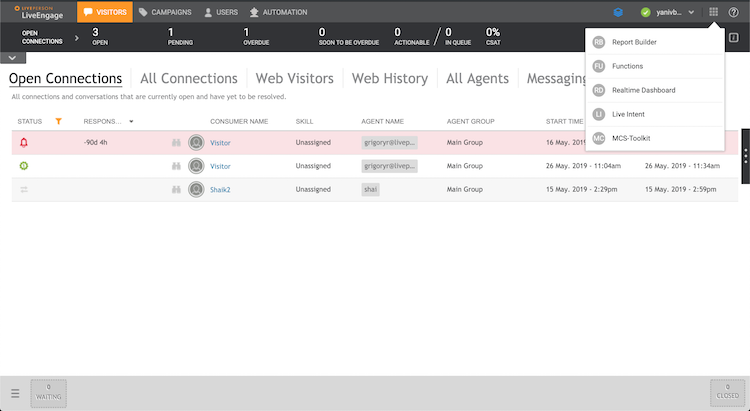 LIVEPERSON
LiveEngage
VISITORS
CAMPAIGNS
USERS
AUTOMATION
yanivb...
OPEN CONNECTIONS
3 OPEN
1 PENDING
1 OVERDUE
0 SOON TO BE OVERDUE
0 ACTIONABLE
0 IN QUEUE
0% CSAT
RB Report Builder
FU Functions
RD Realtime Dashboard
LI Live Intent
MC MCS-Toolkit
Open Connections
All Connections
Web Visitors
Web History
All Agents
Messaging
All connections and conversations that are currently open and have yet to be resolved.
STATUS RESPONS... CONSUMER NAME SKILL AGENT NAME AGENT GROUP START TIME
-90d 4h Visitor Unassigned grigoryr@livep... Main Group 16 May. 2019
Visitor Unassigned grigoryr@livep... Main Group 26 May. 2019 - 11:04am 26 May. 2019 - 11:34am
Shaik2 Unassigned shai Main Group 15 May. 2019 - 2:29pm 15 May. 2019 - 2:59pm
0 WAITING
0 CLOSED